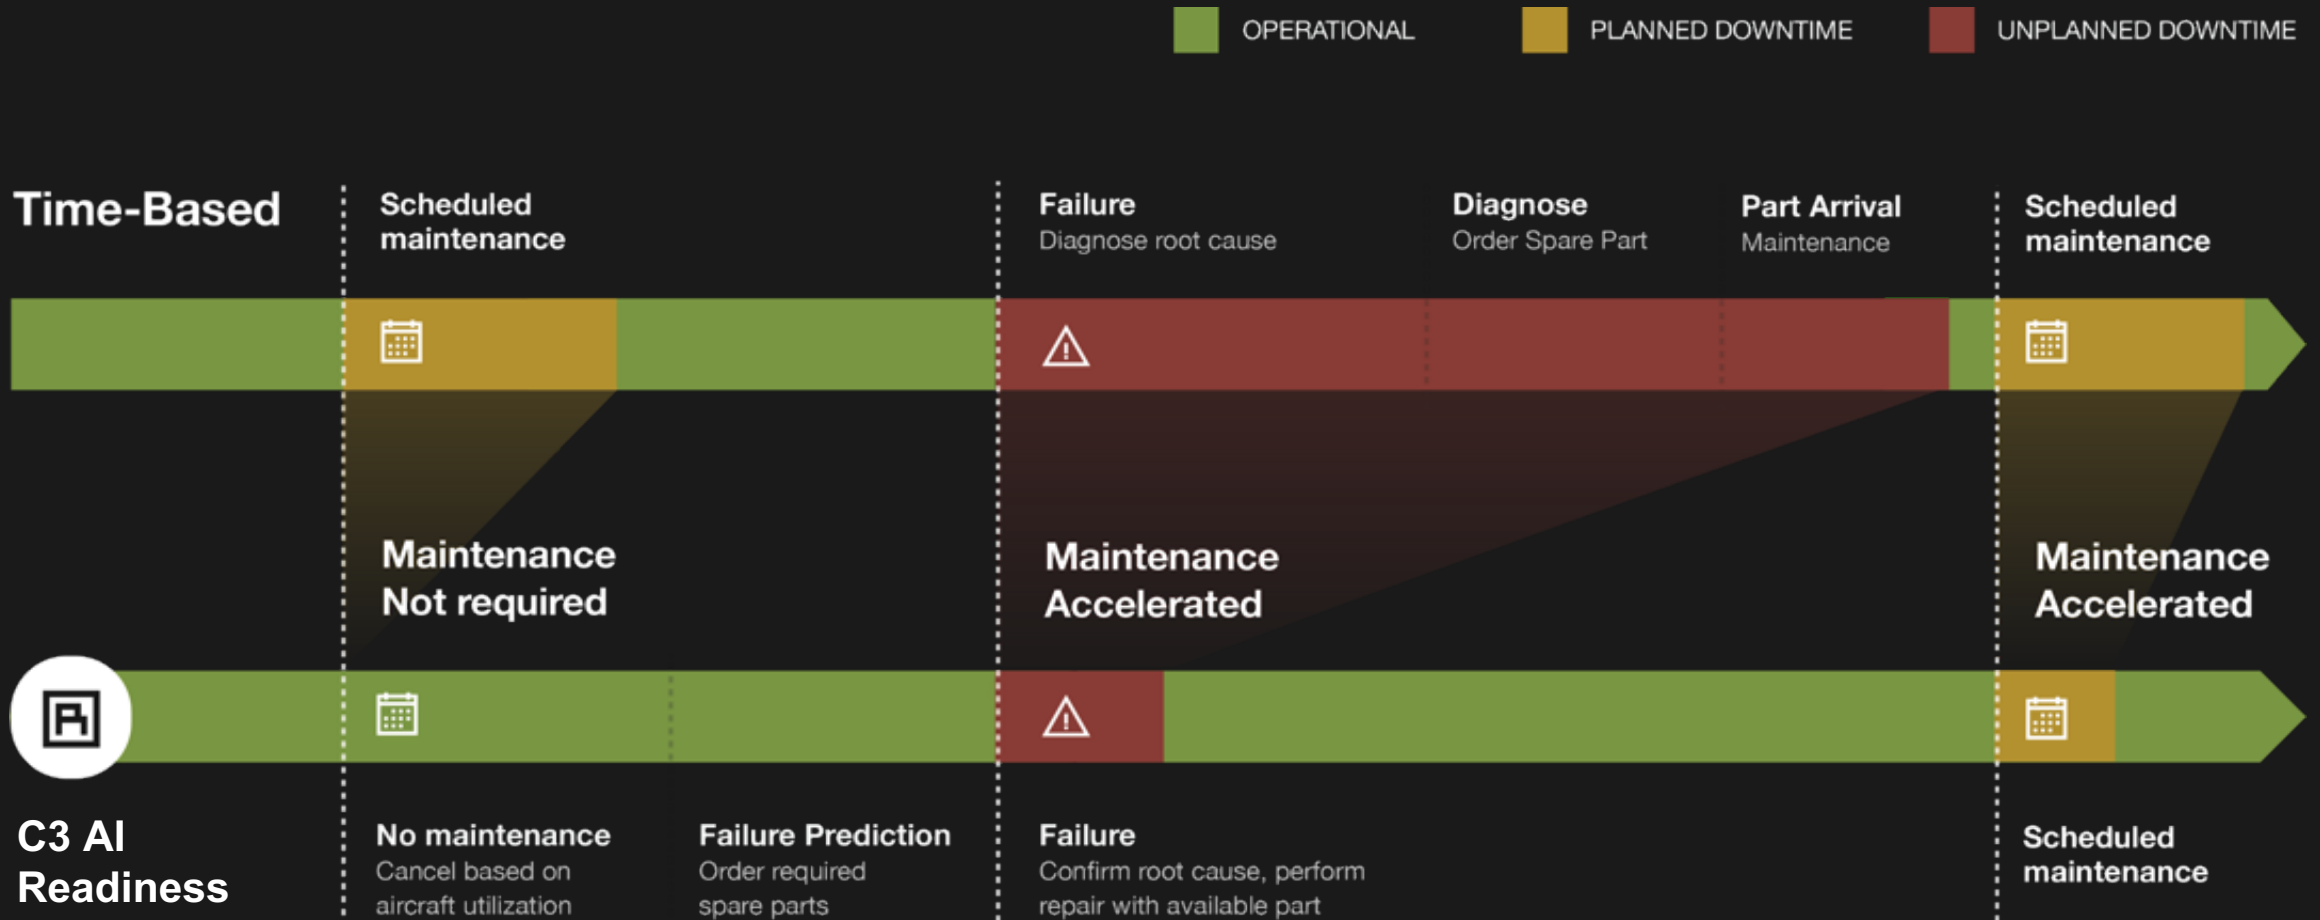 OPERATIONAL
PLANNED DOWNTIME
UNPLANNED DOWNTIME
Time-Based
Scheduled
maintenance
Failure
Diagnose root cause
Diagnose
Order Spare Part
Part Arrival
Maintenance
Scheduled
maintenance
Maintenance
Not required
Maintenance
Accelerated
Maintenance
Accelerated
C3 AI
Readiness
No maintenance
Cancel based on
aircraft utilization
Failure Prediction
Order required
spare parts
Failure
Confirm root cause, perform
repair with available part
Scheduled
maintenance